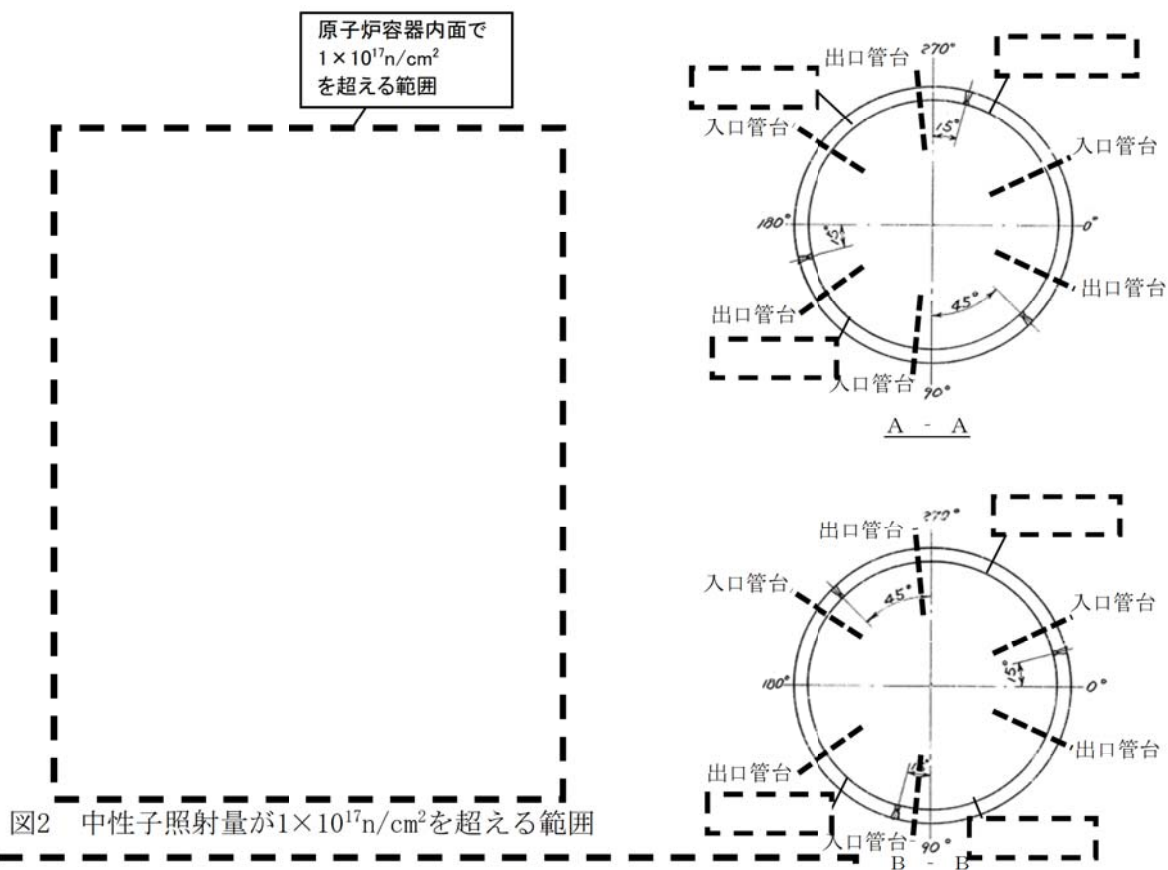 原子炉容器内面で
1×10¹⁷n/cm²
を超える範囲
図2 中性子照射量が1×10¹⁷n/cm²を超える範囲
出口管台
270°
入口管台
15°
入口管台
180°
0°
15°
45°
出口管台
出口管台
入口管台
90°
A - A
出口管台
270°
入口管台
45°
入口管台
15°
180°
0°
出口管台
出口管台
入口管台
90°
B - B